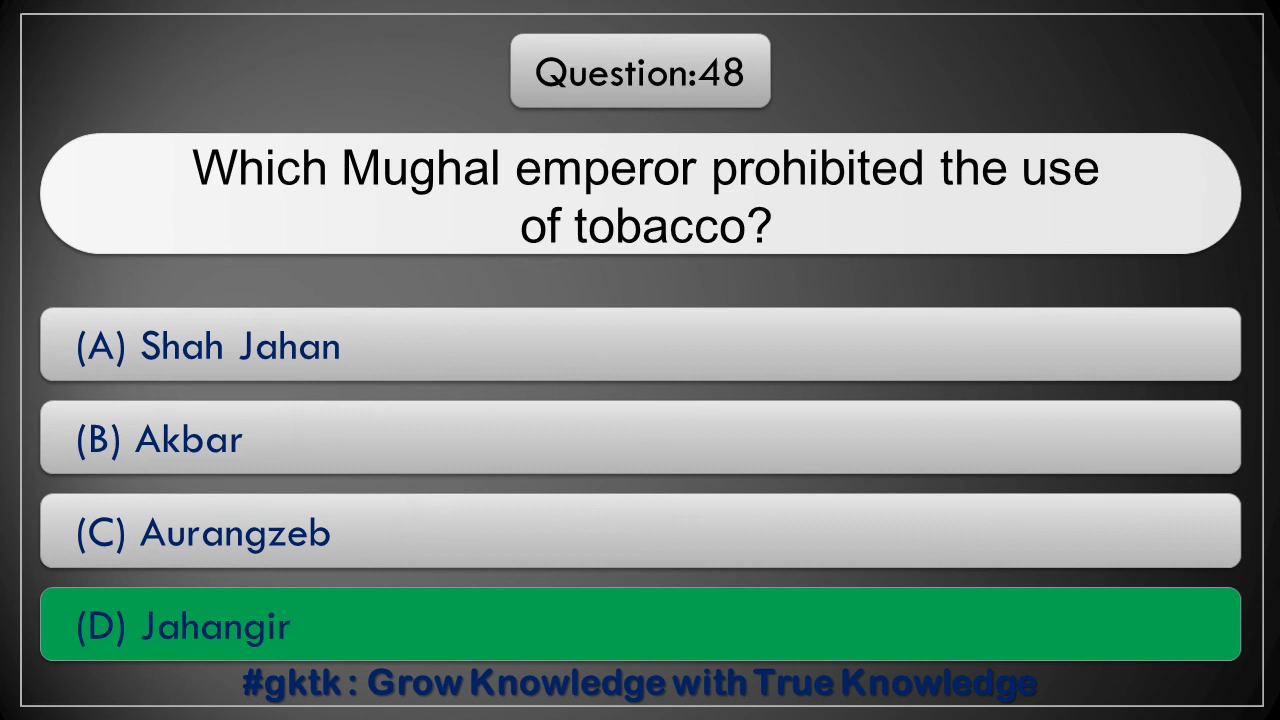 Question:48
Which Mughal emperor prohibited the use
of tobacco?
(A) Shah Jahan
(B) Akbar
(C) Aurangzeb
(D) Jahangir
#gktk : Grow Knowledge with True Knowledge